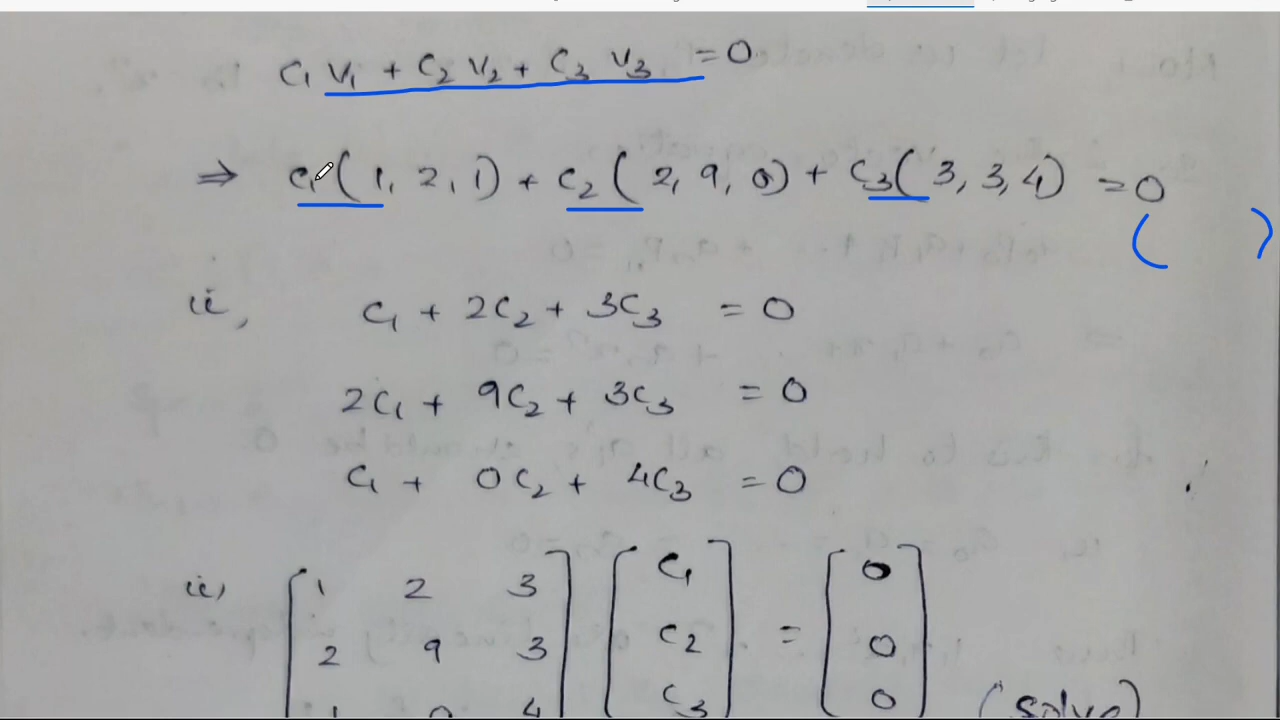 C₁ V₁ + C₂ V₂ + C₃ V₃ = 0
⇒ C₁ ( 1, 2, 1) + C₂ ( 2, 9, 0) + C₃ ( 3, 3, 4) = 0
( )
ie, C₁ + 2C₂ + 3C₃ = 0
2C₁ + 9C₂ + 3C₃ = 0
C₁ + 0C₂ + 4C₃ = 0
ie) [ 1 2 3 ] [ C₁ ] = [ 0 ]
2 9 3 C₂ 0
1 0 4 C₃ 0 (solve)